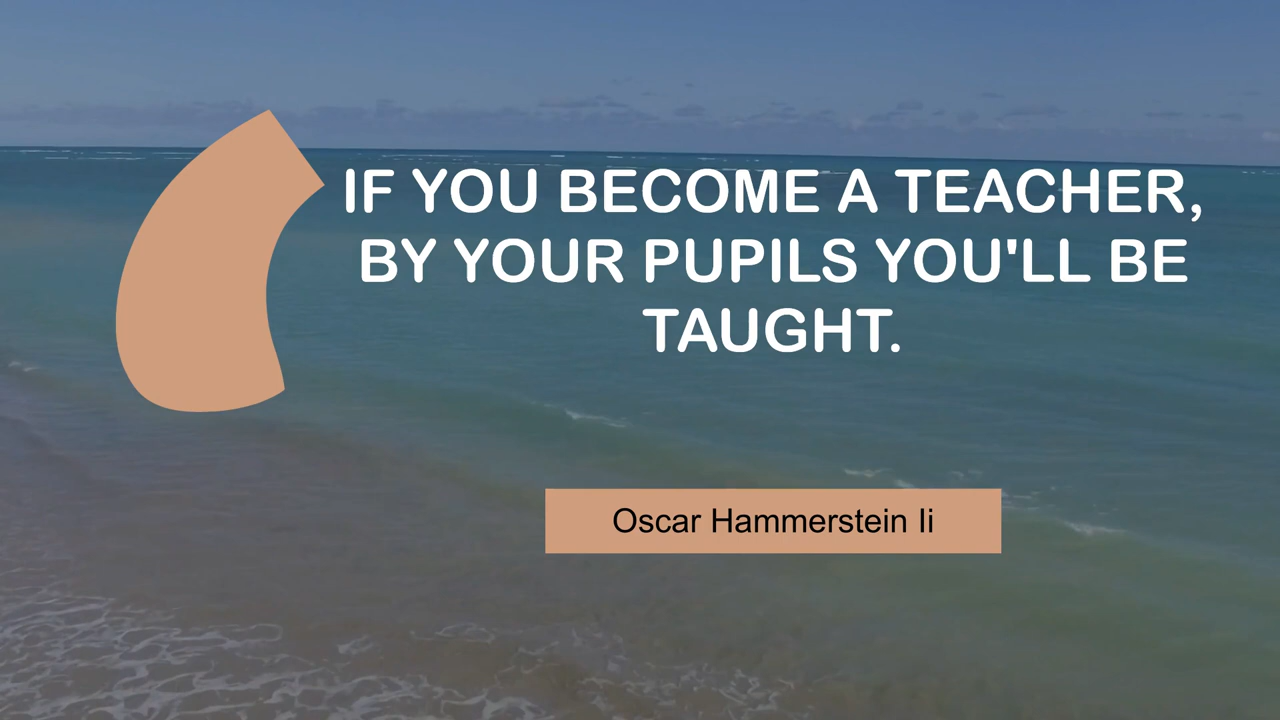 IF YOU BECOME A TEACHER,
BY YOUR PUPILS YOU'LL BE
TAUGHT.
Oscar Hammerstein Ii